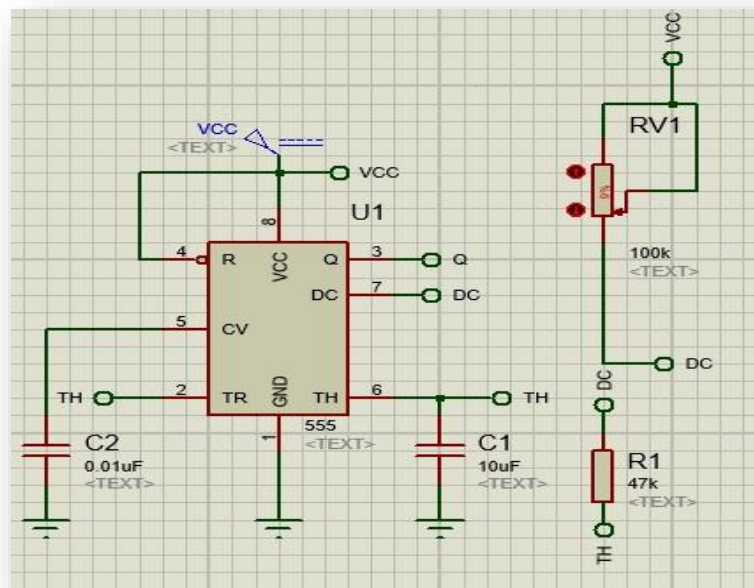 VCC
VCC
<TEXT>
VCC
RV1
9%
100k
<TEXT>
U1
8
4
R
VCC
Q
3
Q
DC
7
DC
5
CV
DC
TH
2
TR
GND
TH
6
TH
1
555
<TEXT>
C2
0.01uF
<TEXT>
C1
10uF
<TEXT>
DC
R1
47k
<TEXT>
TH